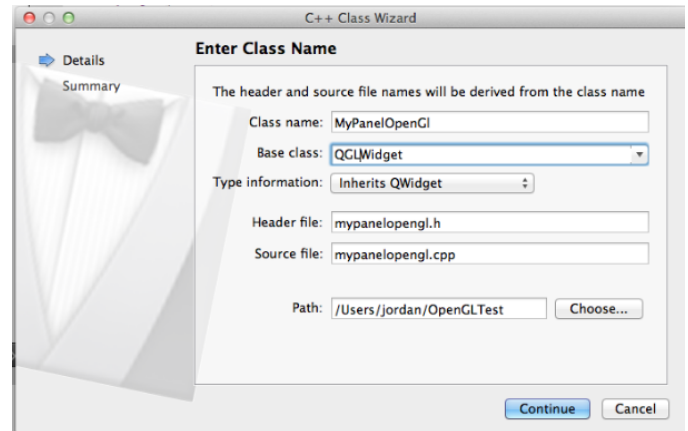 C++ Class Wizard
Details
Summary
Enter Class Name
The header and source file names will be derived from the class name
Class name: MyPanelOpenGl
Base class: QGLWidget
Type information: Inherits QWidget
Header file: mypanelopengl.h
Source file: mypanelopengl.cpp
Path: /Users/jordan/OpenGLTest Choose...
Continue Cancel